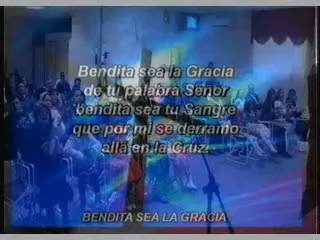 Bendita sea la Gracia
de tu palabra Señor
bendita sea tu Sangre
que por mi se derramo
allá en la Cruz.
BENDITA SEA LA GRACIA